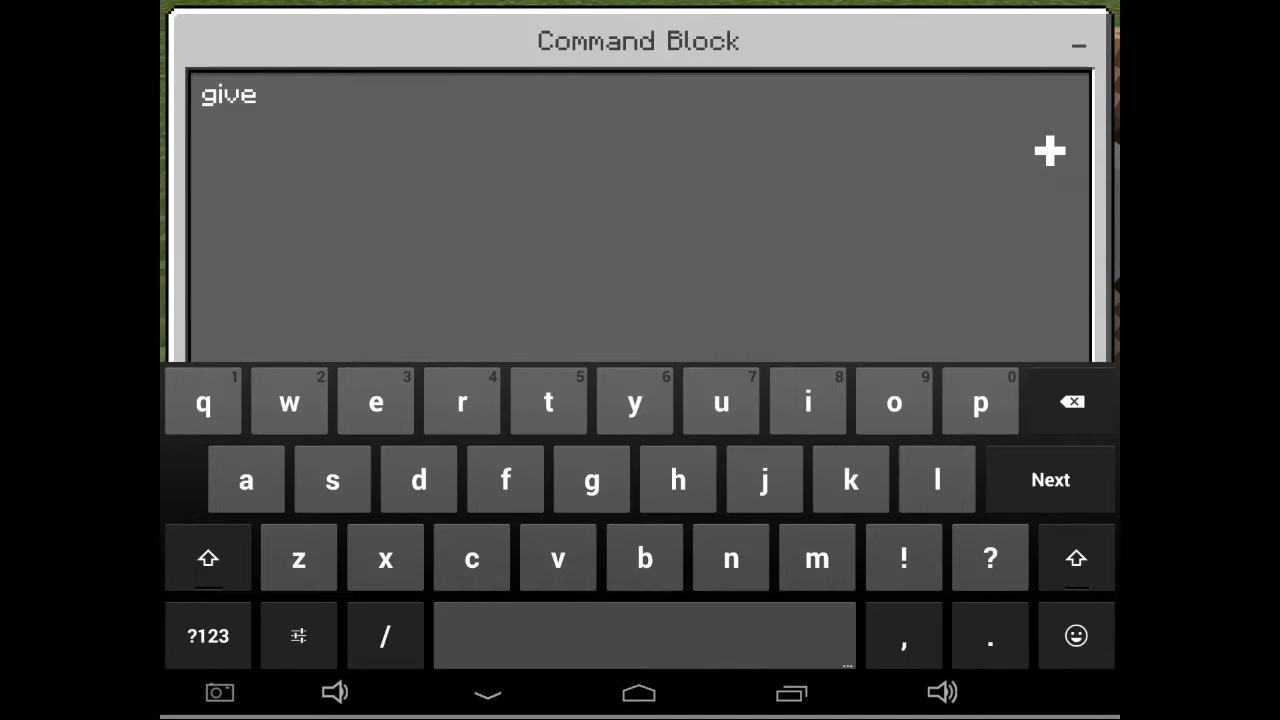 Command Block
give
q 1 w 2 e 3 r 4 t 5 y 6 u 7 i 8 o 9 p 0
a s d f g h j k l Next
z x c v b n m ! ?
?123 / , . ...